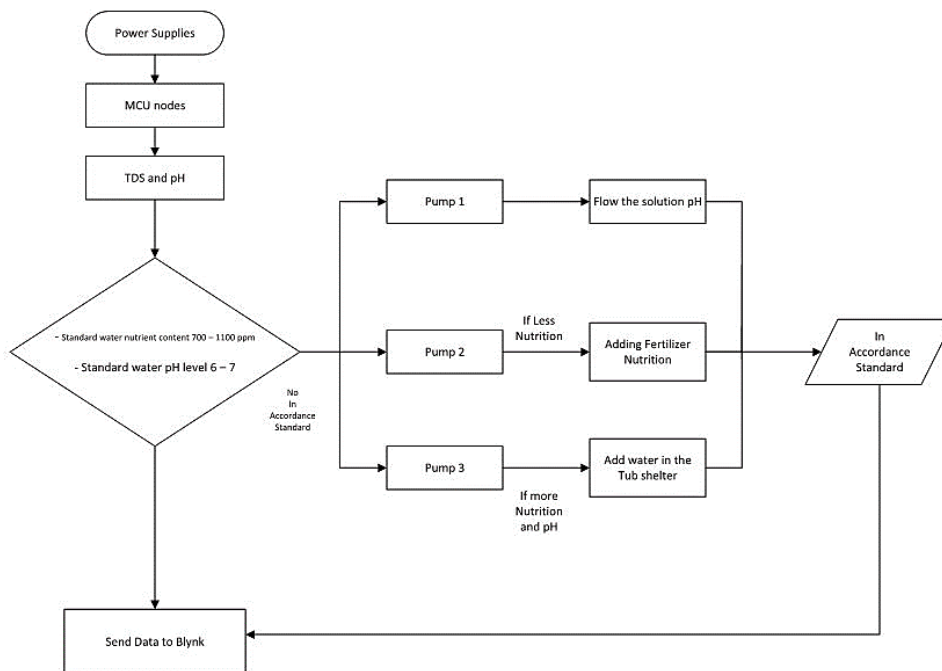 Power Supplies
MCU nodes
TDS and pH
- Standard water nutrient content 700 – 1100 ppm
- Standard water pH level 6 – 7
No
In
Accordance
Standard
Pump 1
Flow the solution pH
Pump 2
If Less
Nutrition
Adding Fertilizer
Nutrition
Pump 3
If more
Nutrition
and pH
Add water in the
Tub shelter
In
Accordance
Standard
Send Data to Blynk